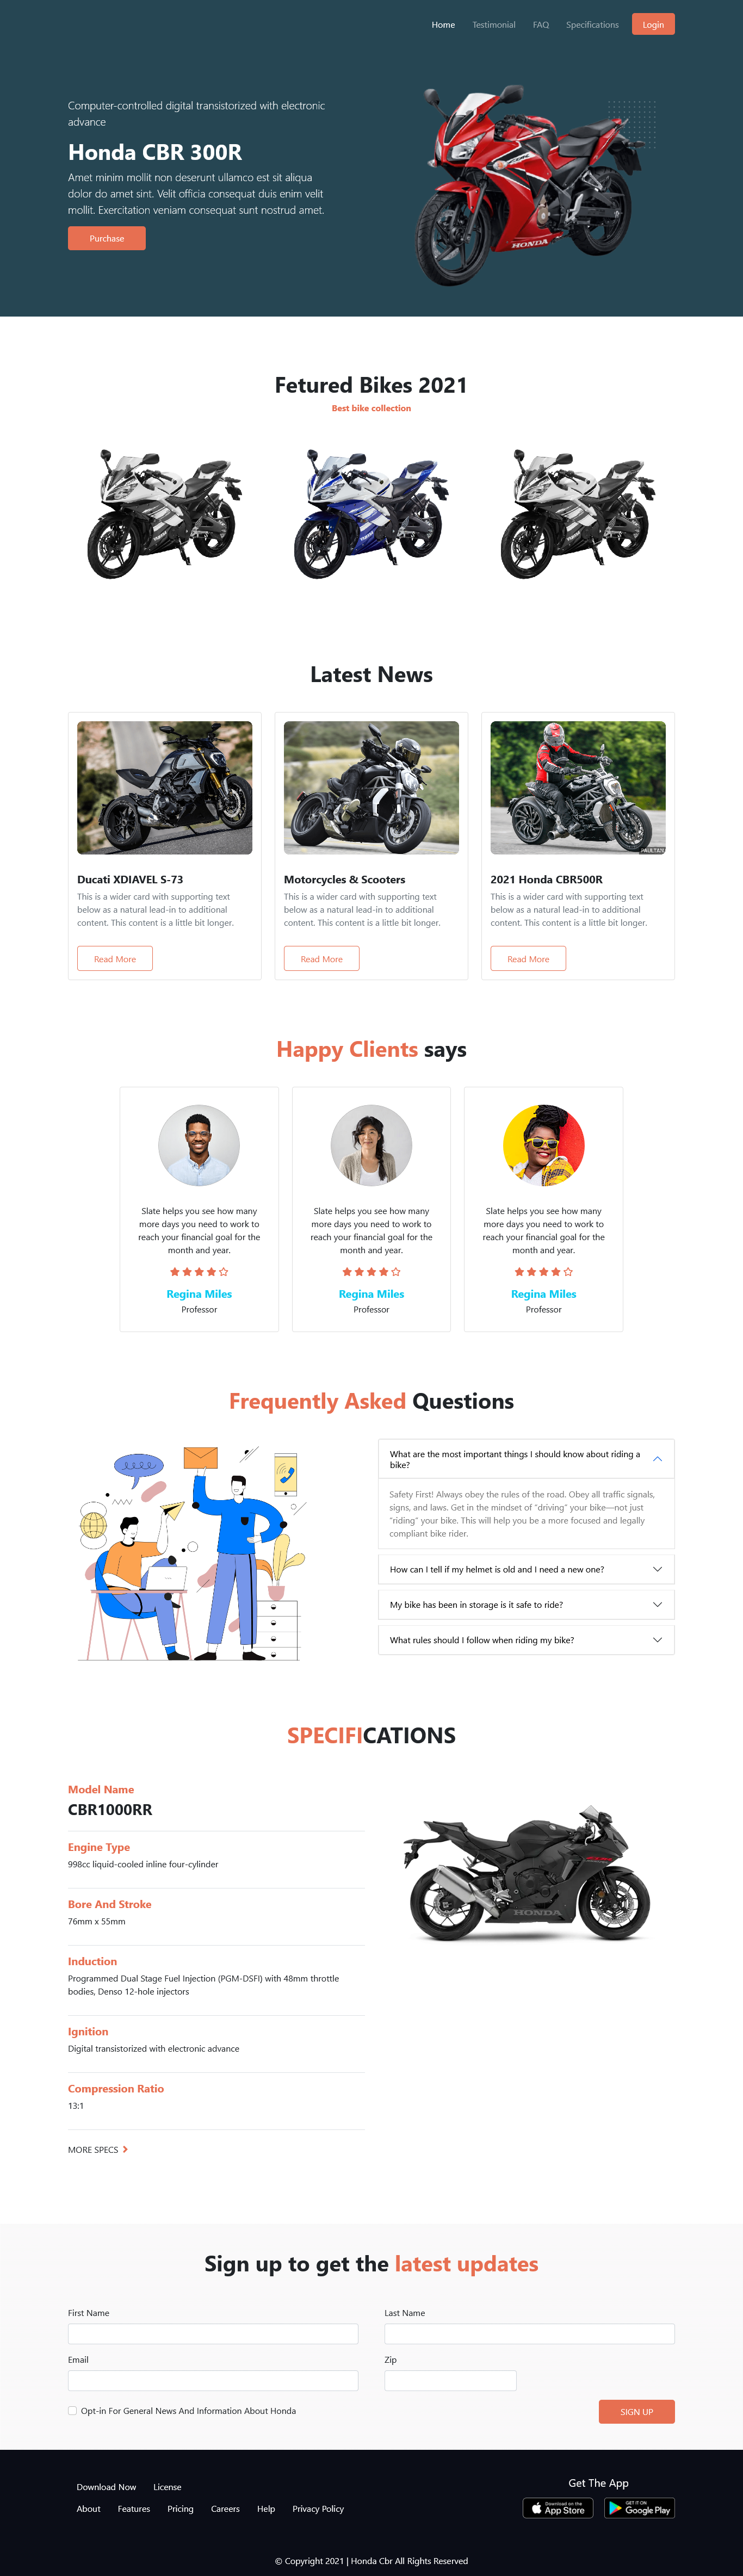 Home Testimonial FAQ Specifications Login
Computer-controlled digital transistorized with electronic
advance
Honda CBR 300R
Amet minim mollit non deserunt ullamco est sit aliqua
dolor do amet sint. Velit officia consequat duis enim velit
mollit. Exercitation veniam consequat sunt nostrud amet.
Purchase
HONDA
Fetured Bikes 2021
Best bike collection
Latest News
PAULTAN
Ducati XDIAVEL S-73
This is a wider card with supporting text
below as a natural lead-in to additional
content. This content is a little bit longer.
Read More
Motorcycles & Scooters
This is a wider card with supporting text
below as a natural lead-in to additional
content. This content is a little bit longer.
Read More
2021 Honda CBR500R
This is a wider card with supporting text
below as a natural lead-in to additional
content. This content is a little bit longer.
Read More
Happy Clients says
Slate helps you see how many
more days you need to work to
reach your financial goal for the
month and year.
Regina Miles
Professor
Slate helps you see how many
more days you need to work to
reach your financial goal for the
month and year.
Regina Miles
Professor
Slate helps you see how many
more days you need to work to
reach your financial goal for the
month and year.
Regina Miles
Professor
Frequently Asked Questions
What are the most important things I should know about riding a
bike?
Safety First! Always obey the rules of the road. Obey all traffic signals,
signs, and laws. Get in the mindset of "driving" your bike—not just
"riding" your bike. This will help you be a more focused and legally
compliant bike rider.
How can I tell if my helmet is old and I need a new one?
My bike has been in storage is it safe to ride?
What rules should I follow when riding my bike?
SPECIFICATIONS
Model Name
CBR1000RR
Engine Type
998cc liquid-cooled inline four-cylinder
Bore And Stroke
76mm x 55mm
Induction
Programmed Dual Stage Fuel Injection (PGM-DSFI) with 48mm throttle
bodies, Denso 12-hole injectors
Ignition
Digital transistorized with electronic advance
Compression Ratio
13:1
MORE SPECS
HONDA
Sign up to get the latest updates
First Name
Last Name
Email
Zip
Opt-in For General News And Information About Honda
SIGN UP
Download Now License
About Features Pricing Careers Help Privacy Policy
Get The App
Download on the
App Store
GET IT ON
Google Play
© Copyright 2021 | Honda Cbr All Rights Reserved